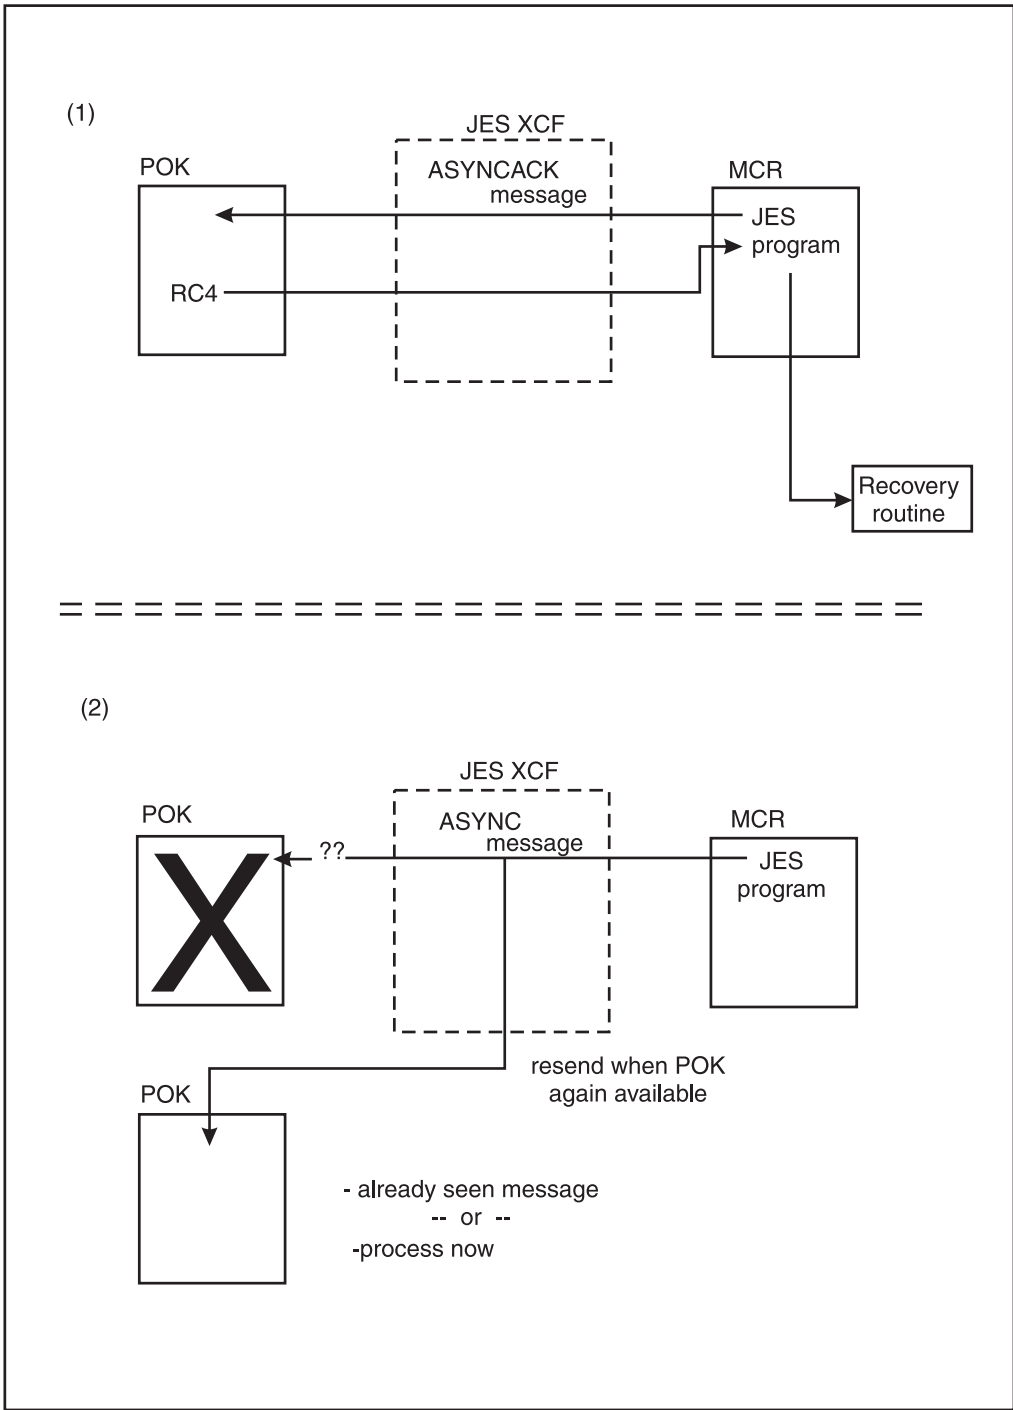 (1)
JES XCF
POK
ASYNCACK
message
MCR
JES
program
RC4
Recovery
routine
(2)
JES XCF
POK
ASYNC
message
MCR
??
JES
program
resend when POK
again available
POK
- already seen message
-- or --
-process now